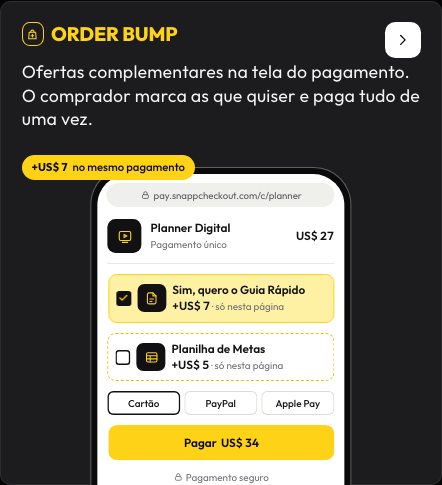 ORDER BUMP
Ofertas complementares na tela do pagamento.
O comprador marca as que quiser e paga tudo de
uma vez.
+US$ 7 no mesmo pagamento
pay.snappcheckout.com/c/planner
Planner Digital
Pagamento único
US$ 27
Sim, quero o Guia Rápido
+US$ 7 · só nesta página
Planilha de Metas
+US$ 5 · só nesta página
Cartão
PayPal
Apple Pay
Pagar US$ 34
Pagamento seguro